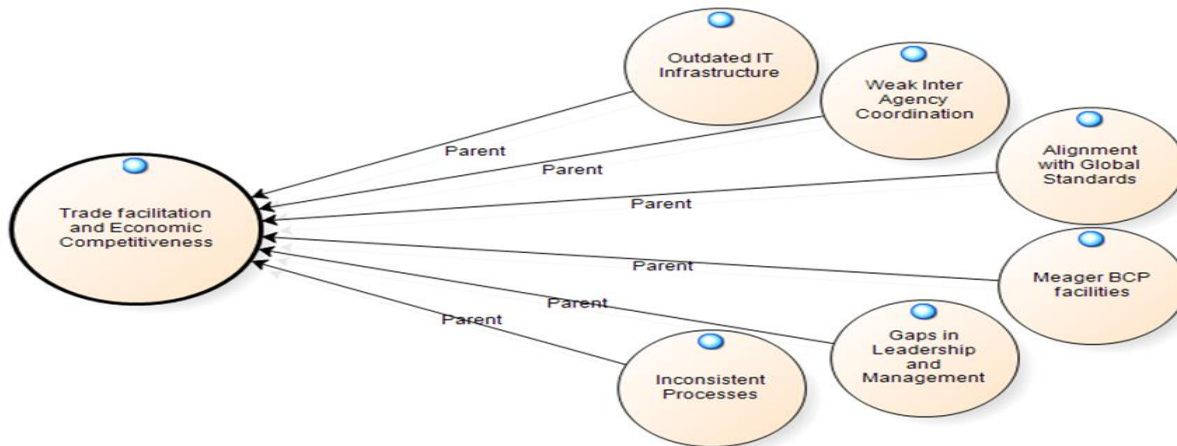 Outdated IT
Infrastructure
Weak Inter
Agency
Coordination
Parent
Parent
Alignment
with Global
Standards
Parent
Trade facilitation
and Economic
Competitiveness
Parent
Meager BCP
facilities
Parent
Parent
Gaps in
Leadership
and
Management
Inconsistent
Processes